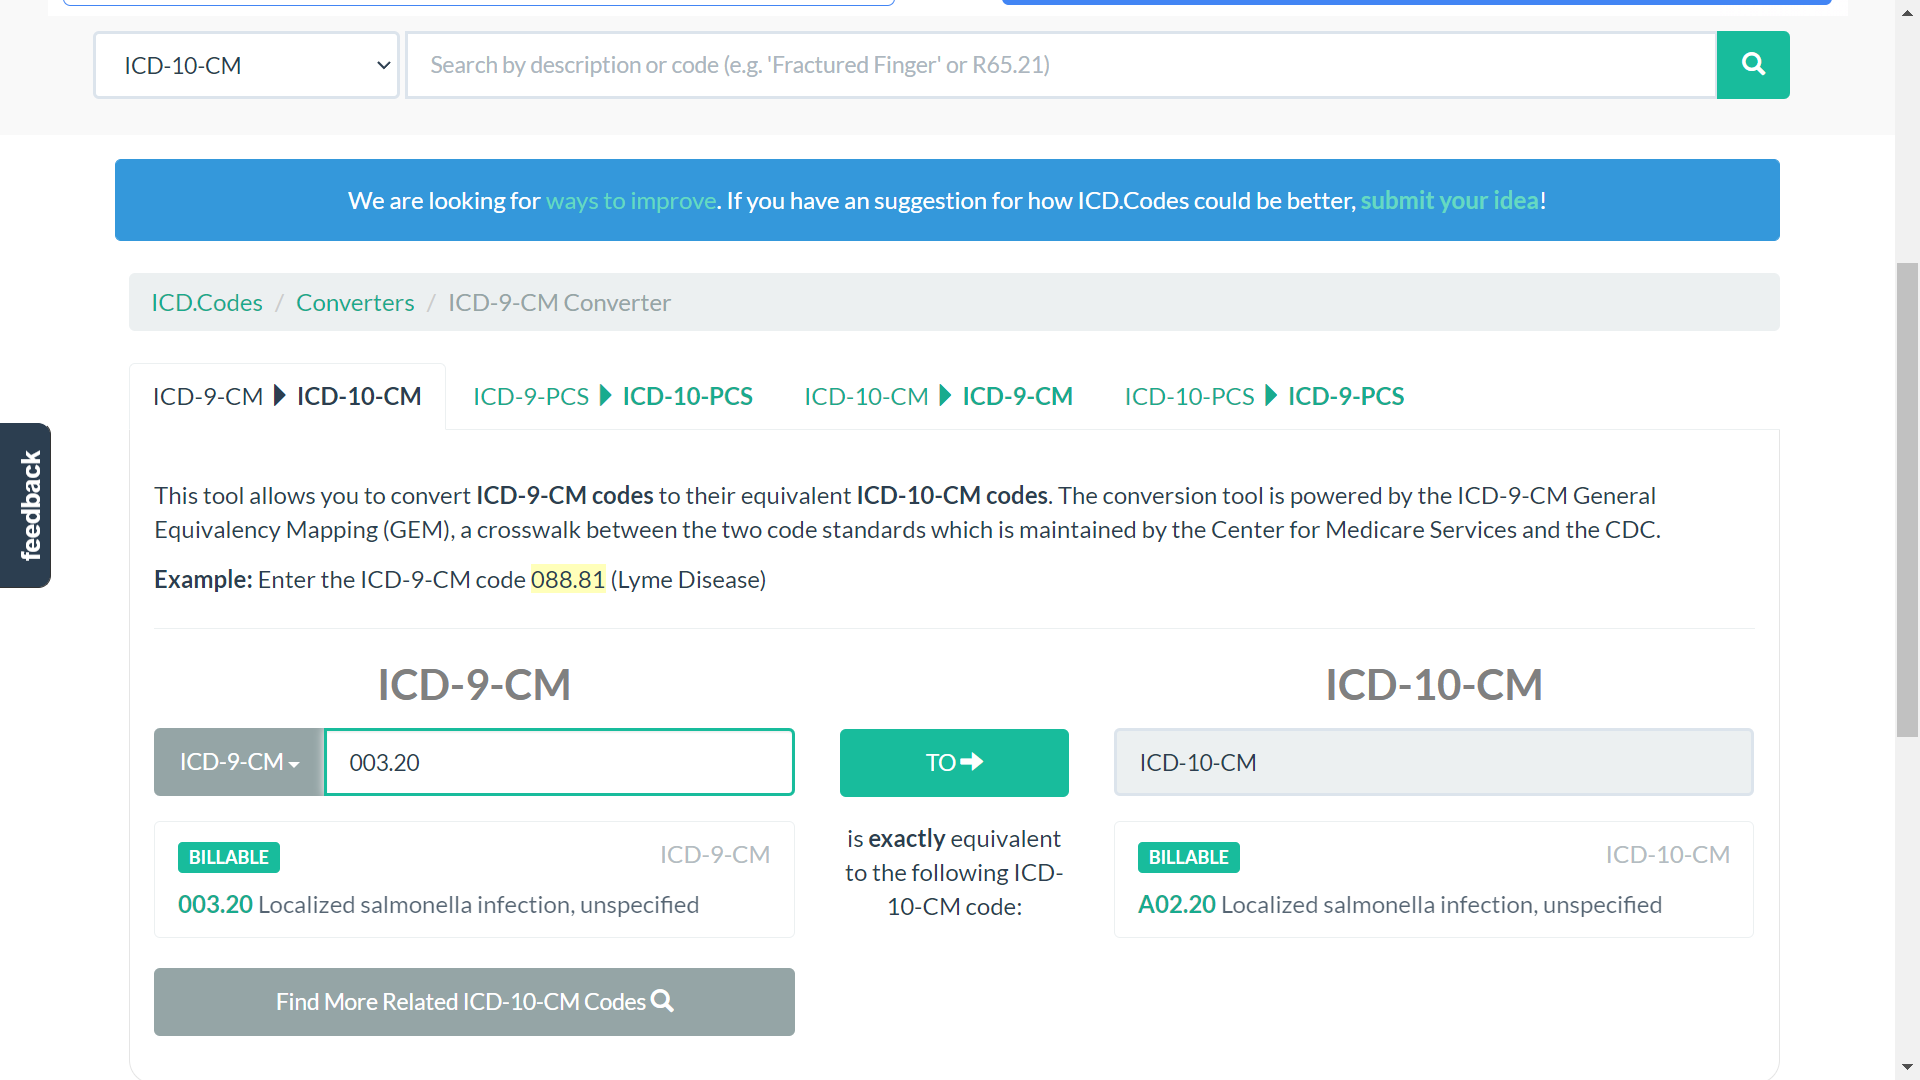 ICD-10-CM
Search by description or code (e.g. 'Fractured Finger' or R65.21)
We are looking for ways to improve. If you have an suggestion for how ICD.Codes could be better, submit your idea!
ICD.Codes / Converters / ICD-9-CM Converter
ICD-9-CM ICD-10-CM
ICD-9-PCS ICD-10-PCS
ICD-10-CM ICD-9-CM
ICD-10-PCS ICD-9-PCS
feedback
This tool allows you to convert ICD-9-CM codes to their equivalent ICD-10-CM codes. The conversion tool is powered by the ICD-9-CM General
Equivalency Mapping (GEM), a crosswalk between the two code standards which is maintained by the Center for Medicare Services and the CDC.
Example: Enter the ICD-9-CM code 088.81 (Lyme Disease)
ICD-9-CM
ICD-9-CM
003.20
BILLABLE
ICD-9-CM
003.20 Localized salmonella infection, unspecified
Find More Related ICD-10-CM Codes
TO
is exactly equivalent
to the following ICD-
10-CM code:
ICD-10-CM
ICD-10-CM
BILLABLE
ICD-10-CM
A02.20 Localized salmonella infection, unspecified